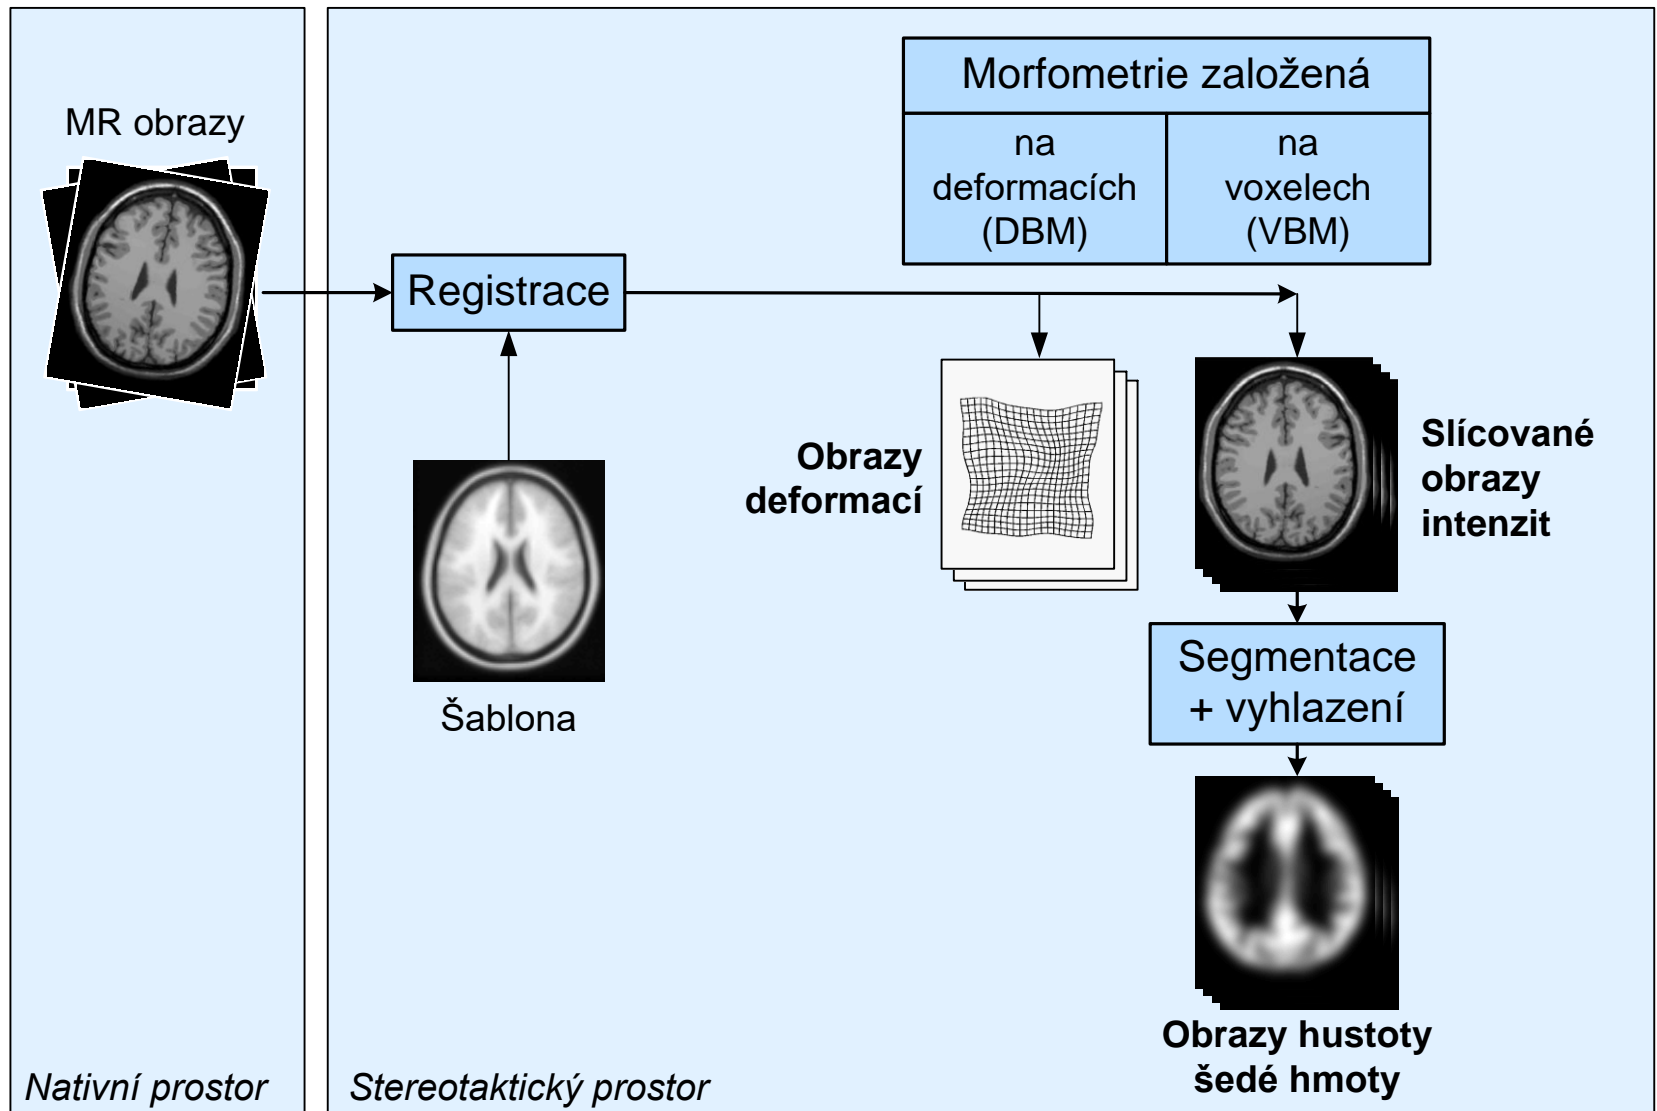 MR obrazy
Morfometrie založená
na
deformacích
(DBM)
na
voxelech
(VBM)
Registrace
Šablona
Obrazy
deformací
Slícované
obrazy
intenzit
Segmentace
+ vyhlazení
Obrazy hustoty
šedé hmoty
Nativní prostor
Stereotaktický prostor